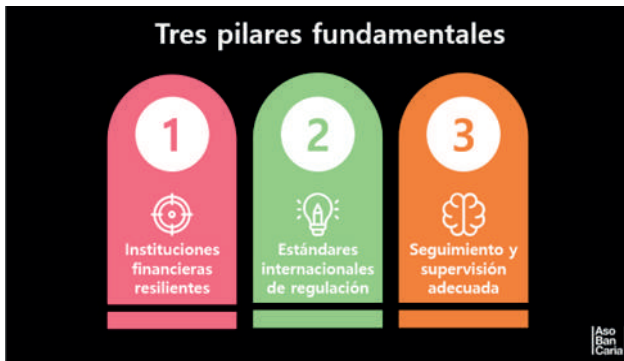 Tres pilares fundamentales
1
2
3
Instituciones
financieras
resilientes
Estándares
internacionales
de regulación
Seguimiento y
supervisión
adecuada
Aso
Ban
Caria